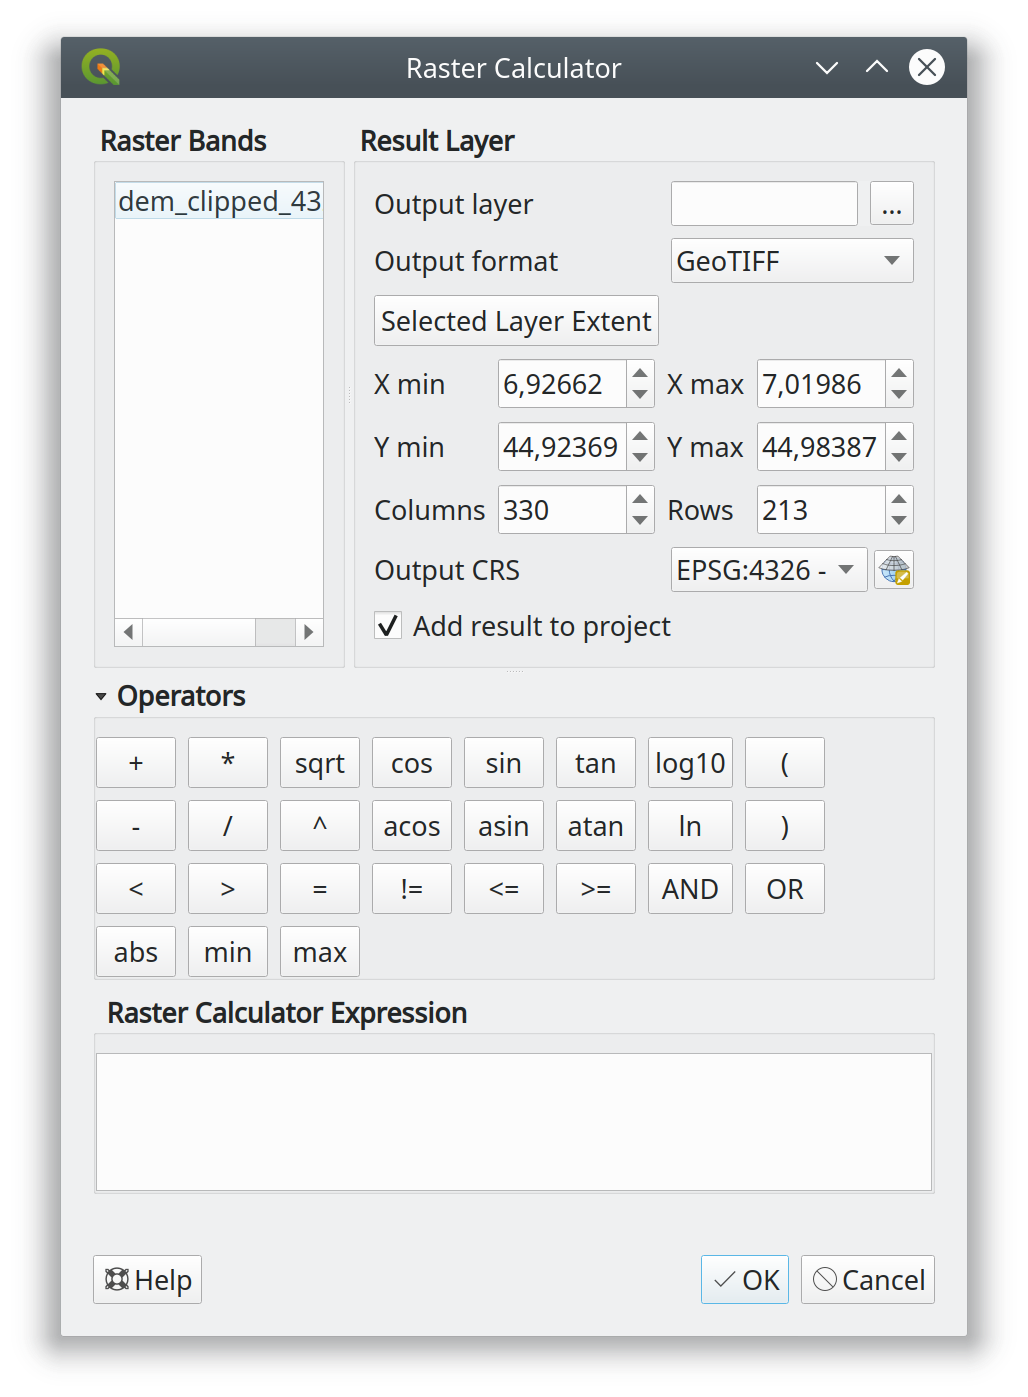 Raster Calculator
Raster Bands
Result Layer
dem_clipped_43
Output layer
...
Output format GeoTIFF
Selected Layer Extent
X min 6,92662 X max 7,01986
Y min 44,92369 Y max 44,98387
Columns 330 Rows 213
Output CRS EPSG:4326 -
Add result to project
Operators
+ * sqrt cos sin tan log10 (
- / ^ acos asin atan ln )
< > = != <= >= AND OR
abs min max
Raster Calculator Expression
Help OK Cancel